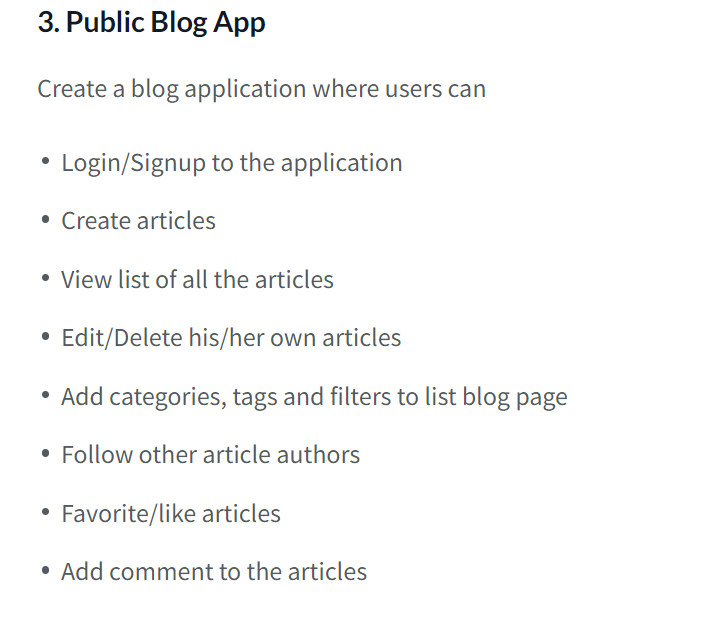 3. Public Blog App
Create a blog application where users can
• Login/Signup to the application
• Create articles
• View list of all the articles
• Edit/Delete his/her own articles
• Add categories, tags and filters to list blog page
• Follow other article authors
• Favorite/like articles
• Add comment to the articles